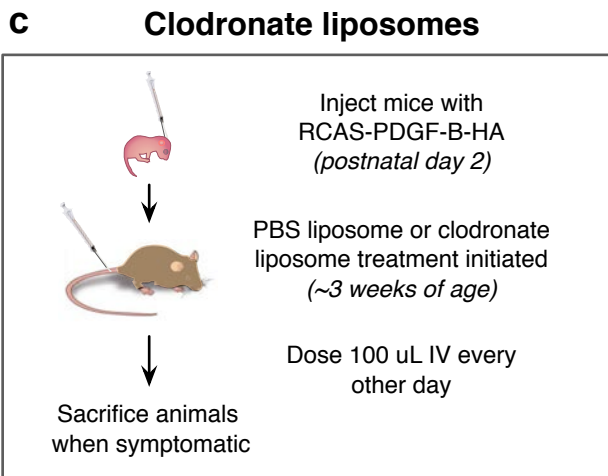 c
Clodronate liposomes
Inject mice with
RCAS-PDGF-B-HA
(postnatal day 2)
PBS liposome or clodronate
liposome treatment initiated
(~3 weeks of age)
Dose 100 uL IV every
other day
Sacrifice animals
when symptomatic